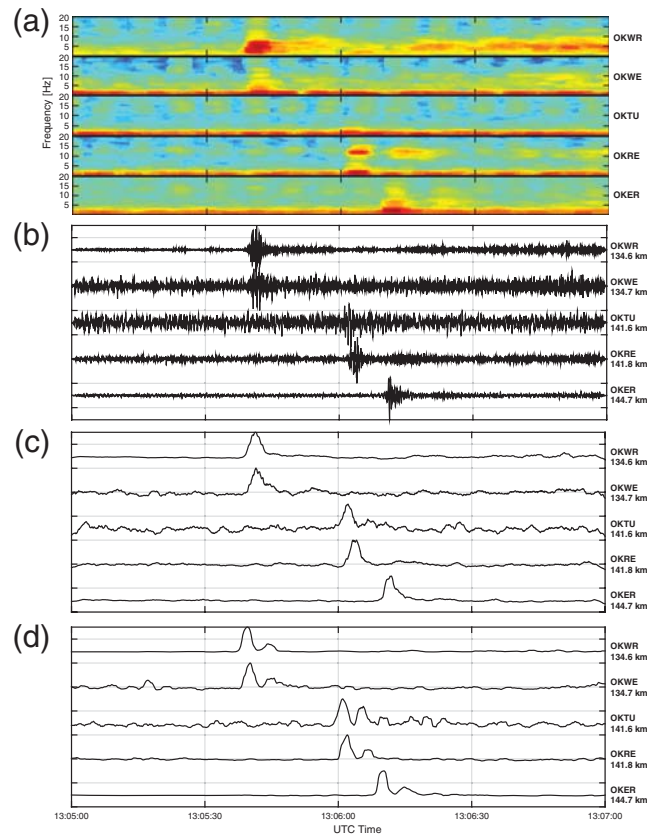 (a)
20
15
10
5
OKWR
20
15
10
5
OKWE
20
15
10
5
OKTU
20
15
10
5
OKRE
20
15
10
5
OKER
Frequency [Hz]
(b)
OKWR
134.6 km
OKWE
134.7 km
OKTU
141.6 km
OKRE
141.8 km
OKER
144.7 km
(c)
OKWR
134.6 km
OKWE
134.7 km
OKTU
141.6 km
OKRE
141.8 km
OKER
144.7 km
(d)
OKWR
134.6 km
OKWE
134.7 km
OKTU
141.6 km
OKRE
141.8 km
OKER
144.7 km
13:05:00 13:05:30 13:06:00 13:06:30 13:07:00
UTC Time